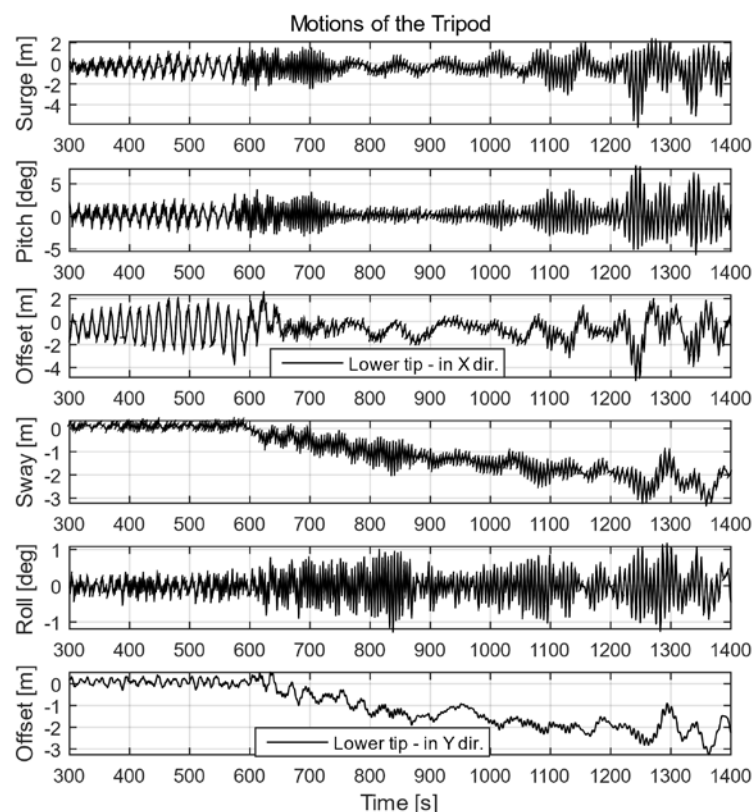 Motions of the Tripod
Surge [m]
2
0
-2
-4
300 400 500 600 700 800 900 1000 1100 1200 1300 1400
Pitch [deg]
5
0
-5
300 400 500 600 700 800 900 1000 1100 1200 1300 1400
Offset [m]
2
0
-2
-4
Lower tip - in X dir.
300 400 500 600 700 800 900 1000 1100 1200 1300 1400
Sway [m]
0
-1
-2
-3
300 400 500 600 700 800 900 1000 1100 1200 1300 1400
Roll [deg]
1
0
-1
300 400 500 600 700 800 900 1000 1100 1200 1300 1400
Offset [m]
0
-1
-2
-3
Lower tip - in Y dir.
300 400 500 600 700 800 900 1000 1100 1200 1300 1400
Time [s]